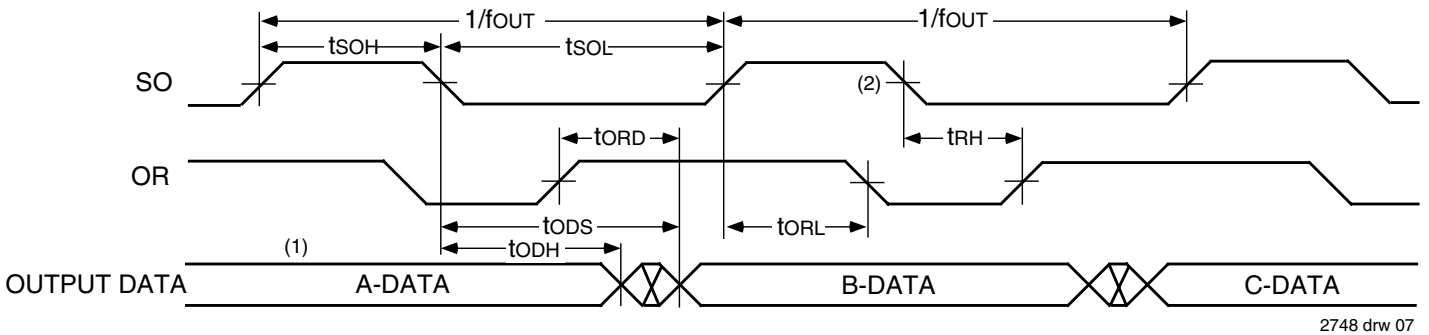 1/fOUT
1/fOUT
tSOH
tSOL
SO
(2)
tORD
tRH
OR
tODS
tORL
(1)
tODH
OUTPUT DATA
A-DATA
B-DATA
C-DATA
2748 drw 07